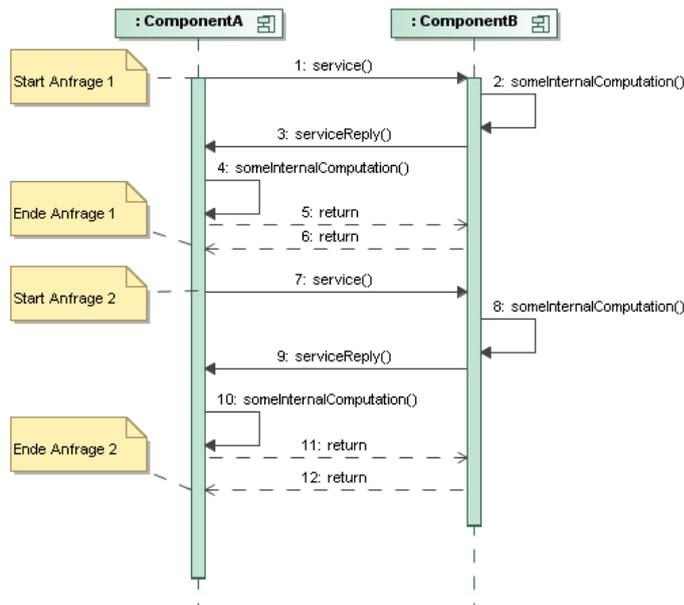 : ComponentA
: ComponentB
Start Anfrage 1
1: service()
2: someInternalComputation()
3: serviceReply()
4: someInternalComputation()
Ende Anfrage 1
5: return
6: return
Start Anfrage 2
7: service()
8: someInternalComputation()
9: serviceReply()
10: someInternalComputation()
Ende Anfrage 2
11: return
12: return